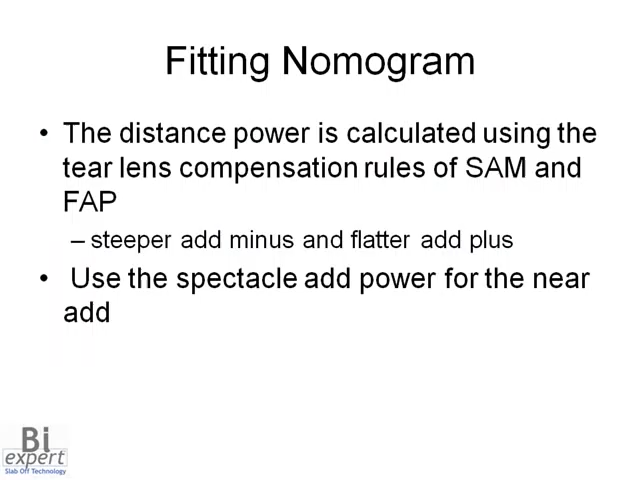 Fitting Nomogram
• The distance power is calculated using the
tear lens compensation rules of SAM and
FAP
– steeper add minus and flatter add plus
• Use the spectacle add power for the near
add
Bi
expert
Slab Off Technology